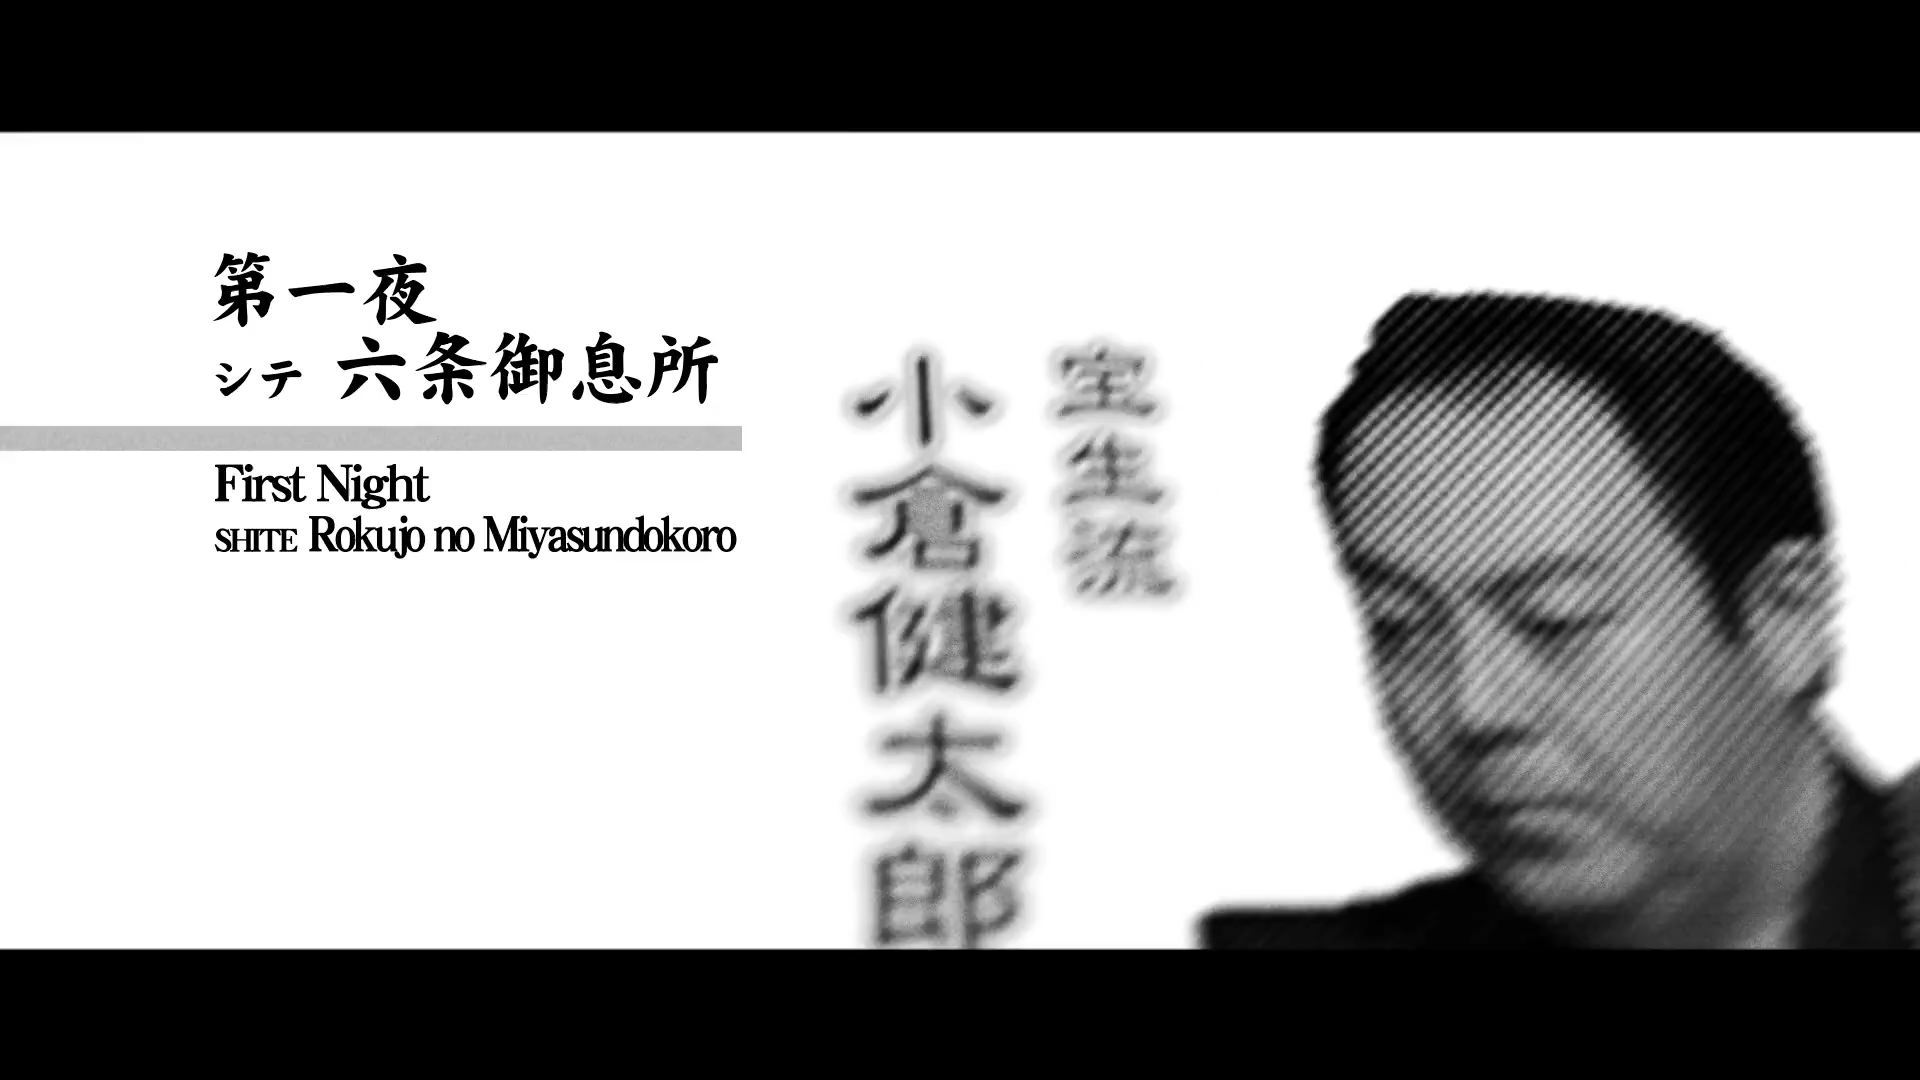 第一夜
シテ 六条御息所
First Night
SHITE Rokujo no Miyasundokoro
宝生流
小倉健太郎